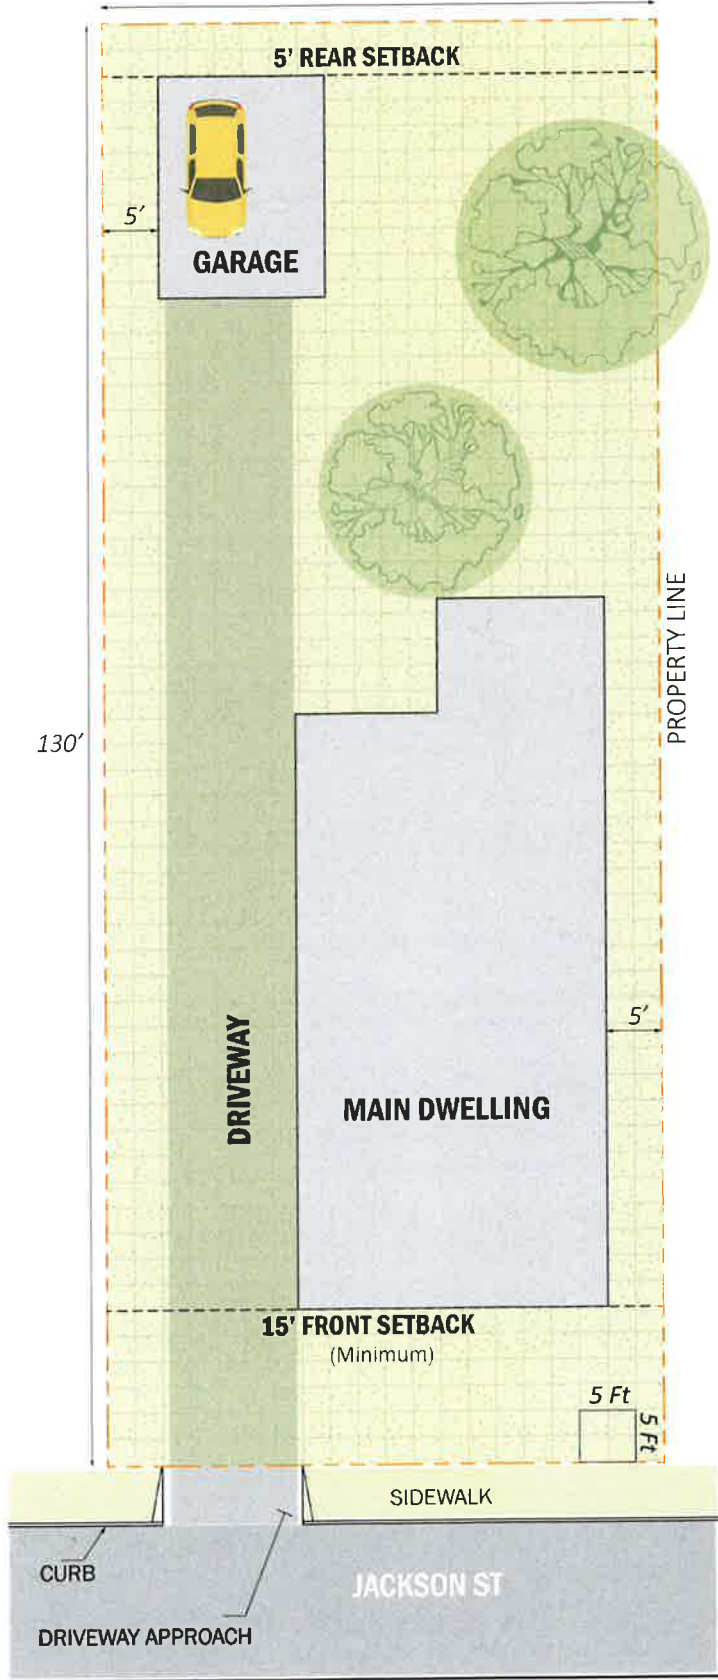 5' REAR SETBACK
5'
GARAGE
PROPERTY LINE
130'
5'
DRIVEWAY
MAIN DWELLING
15' FRONT SETBACK
(Minimum)
5 Ft
5 Ft
SIDEWALK
CURB
JACKSON ST
DRIVEWAY APPROACH